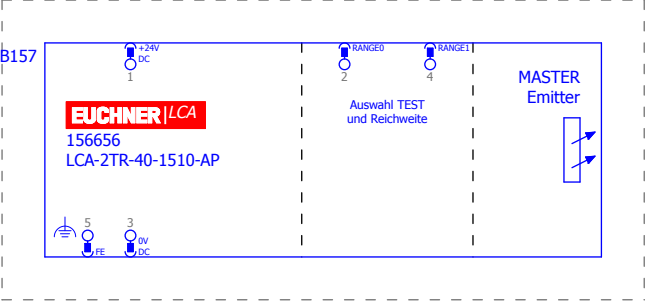 B157
+24V
DC
1
RANGE0
2
RANGE1
4
MASTER
Emitter
EUCHNER|LCA
156656
LCA-2TR-40-1510-AP
Auswahl TEST
und Reichweite
5
FE
3
0V
DC